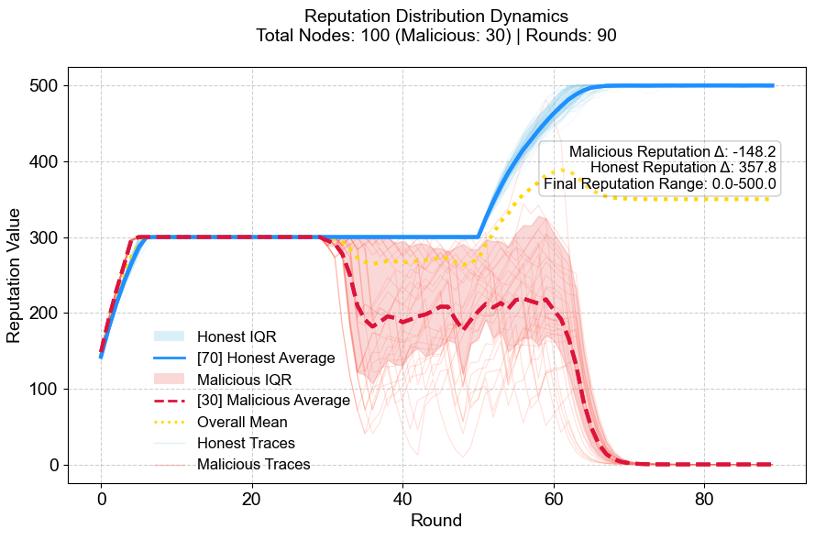 Reputation Distribution Dynamics
Total Nodes: 100 (Malicious: 30) | Rounds: 90
500
400
300
200
100
0
Reputation Value
Malicious Reputation Δ: -148.2
Honest Reputation Δ: 357.8
Final Reputation Range: 0.0-500.0
Honest IQR
[70] Honest Average
Malicious IQR
[30] Malicious Average
Overall Mean
Honest Traces
Malicious Traces
0
20
40
60
80
Round